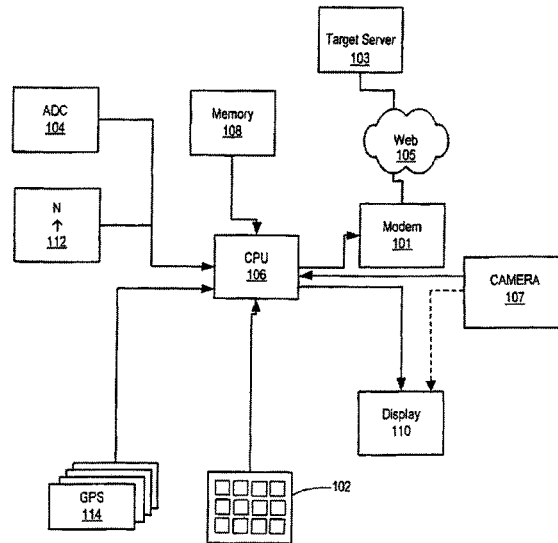 Target Server
103
ADC
104
Memory
108
Web
105
N
↑
112
Modem
101
CPU
106
CAMERA
107
Display
110
GPS
114
102